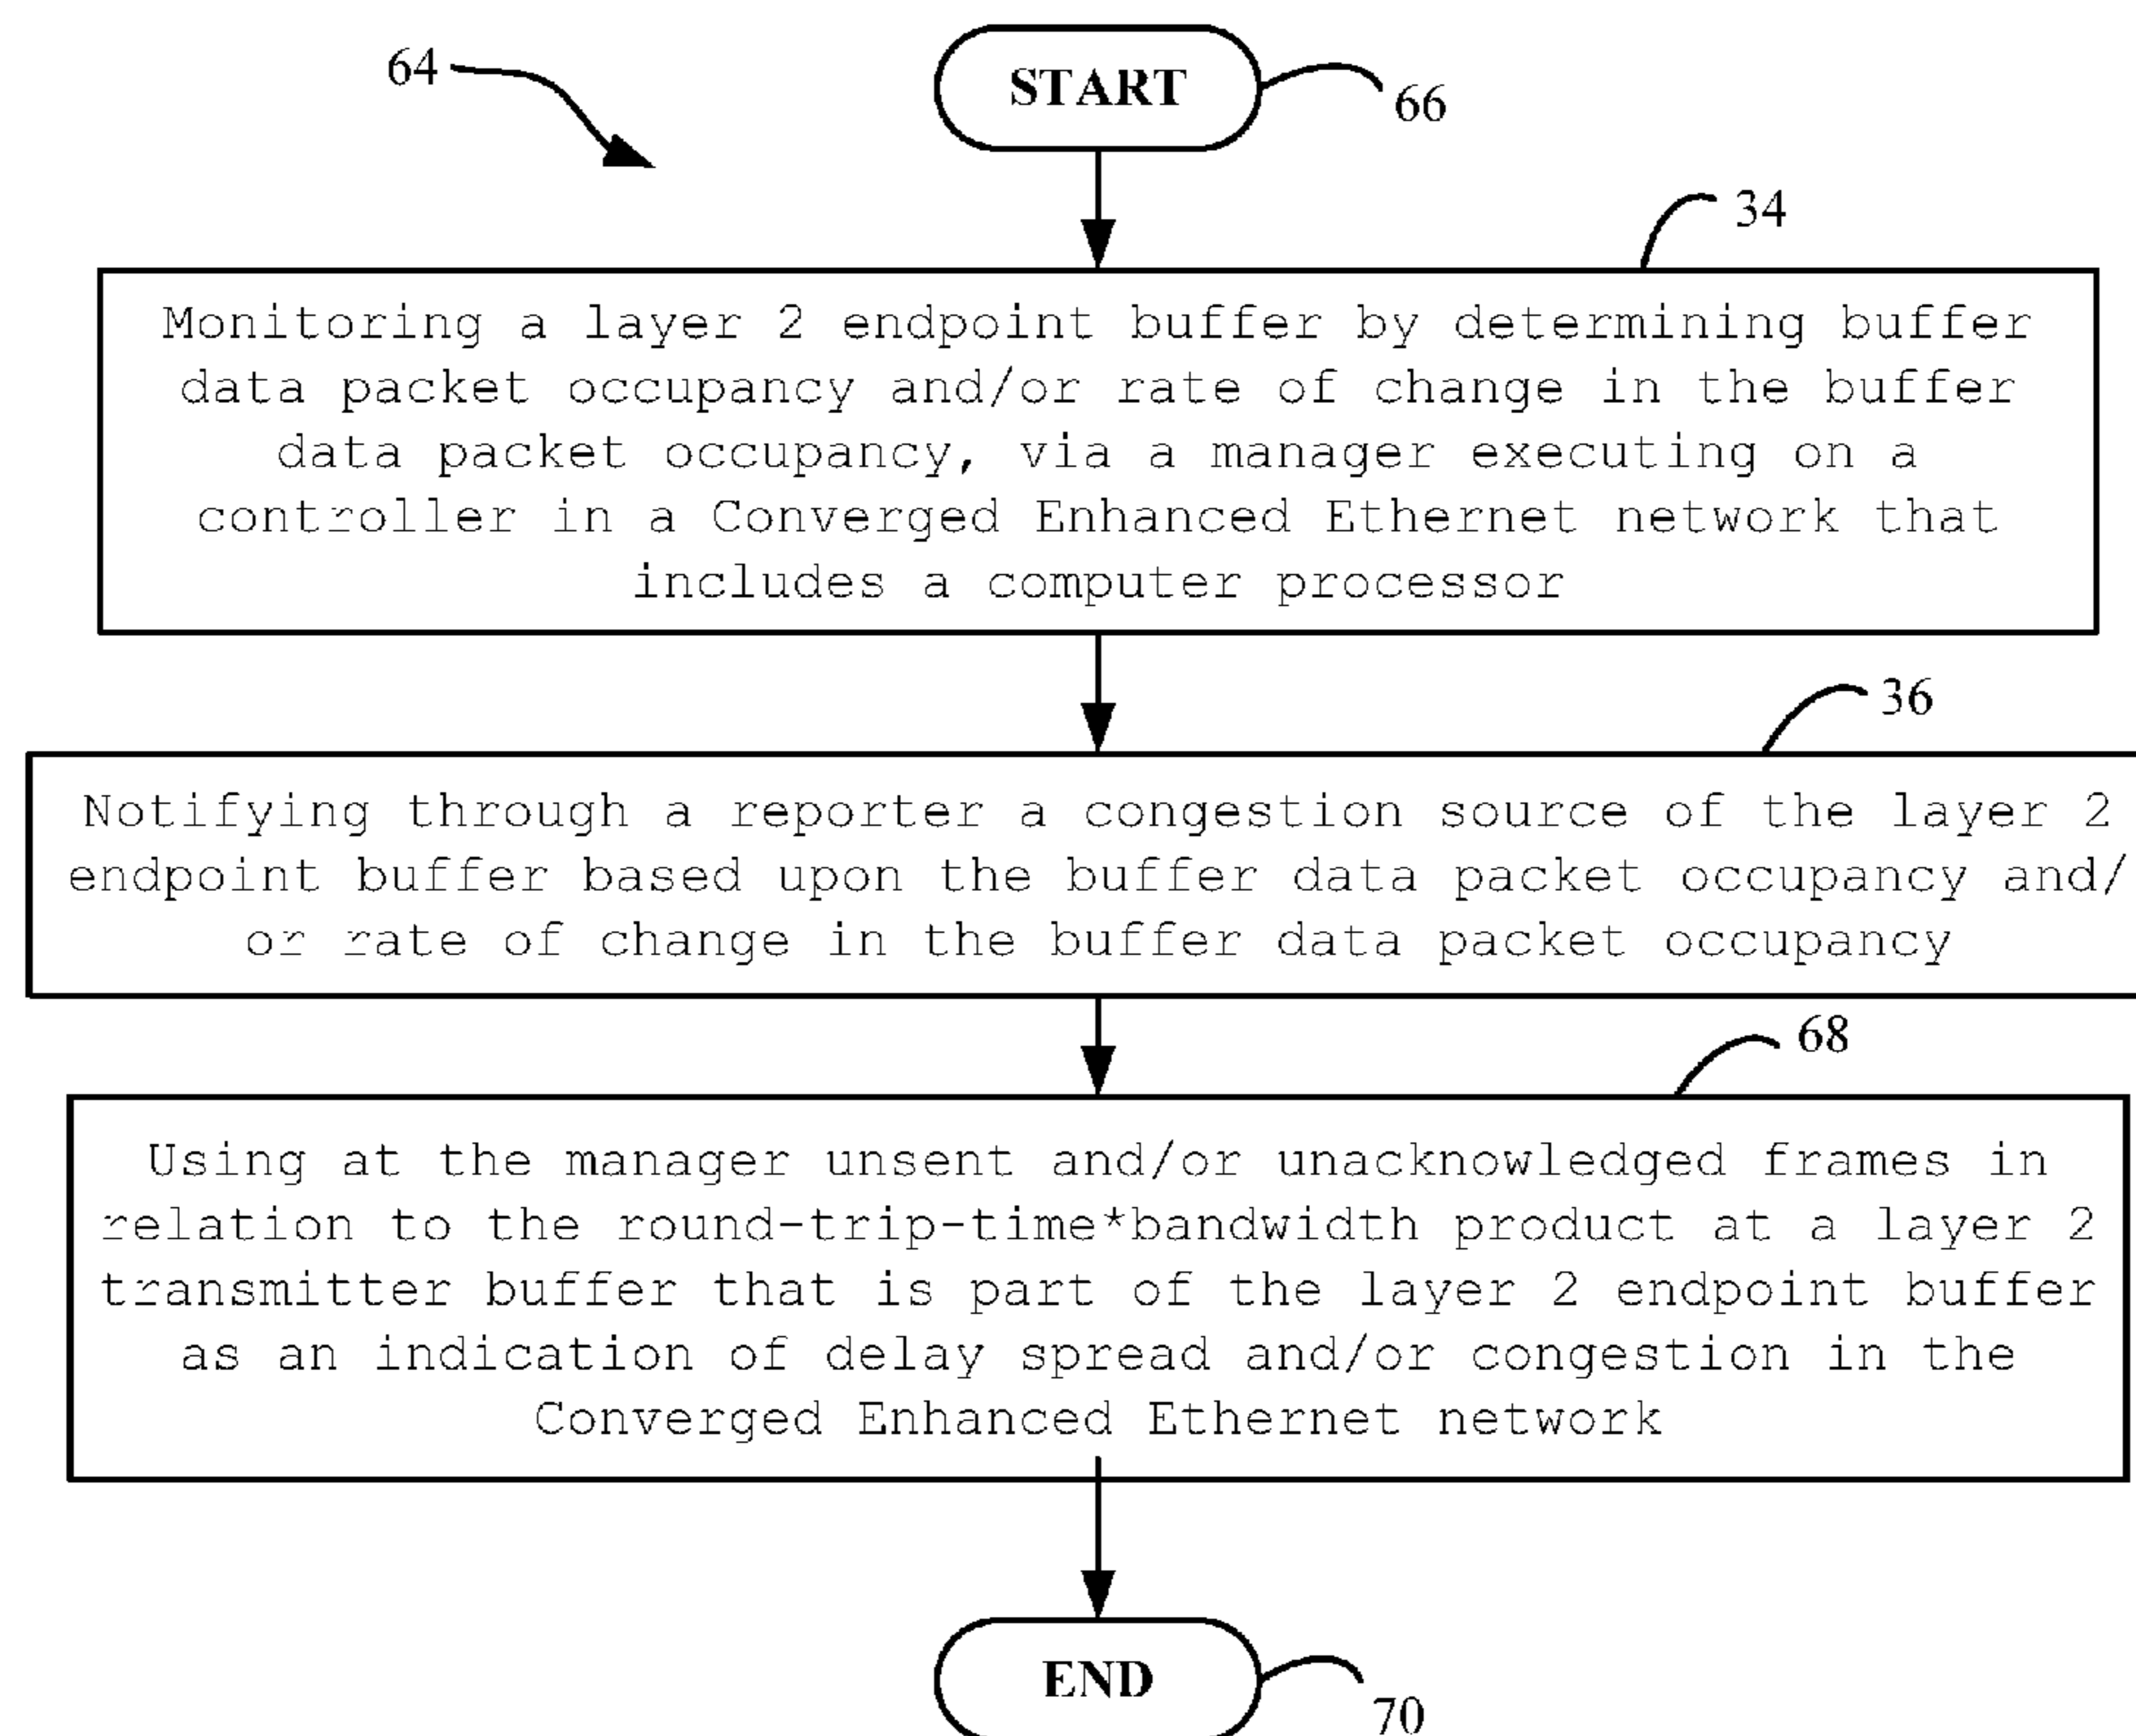 64
START
66
34
Monitoring a layer 2 endpoint buffer by determining buffer
data packet occupancy and/or rate of change in the buffer
data packet occupancy, via a manager executing on a
controller in a Converged Enhanced Ethernet network that
includes a computer processor
36
Notifying through a reporter a congestion source of the layer 2
endpoint buffer based upon the buffer data packet occupancy and/
or rate of change in the buffer data packet occupancy
68
Using at the manager unsent and/or unacknowledged frames in
relation to the round-trip-time*bandwidth product at a layer 2
transmitter buffer that is part of the layer 2 endpoint buffer
as an indication of delay spread and/or congestion in the
Converged Enhanced Ethernet network
END
70